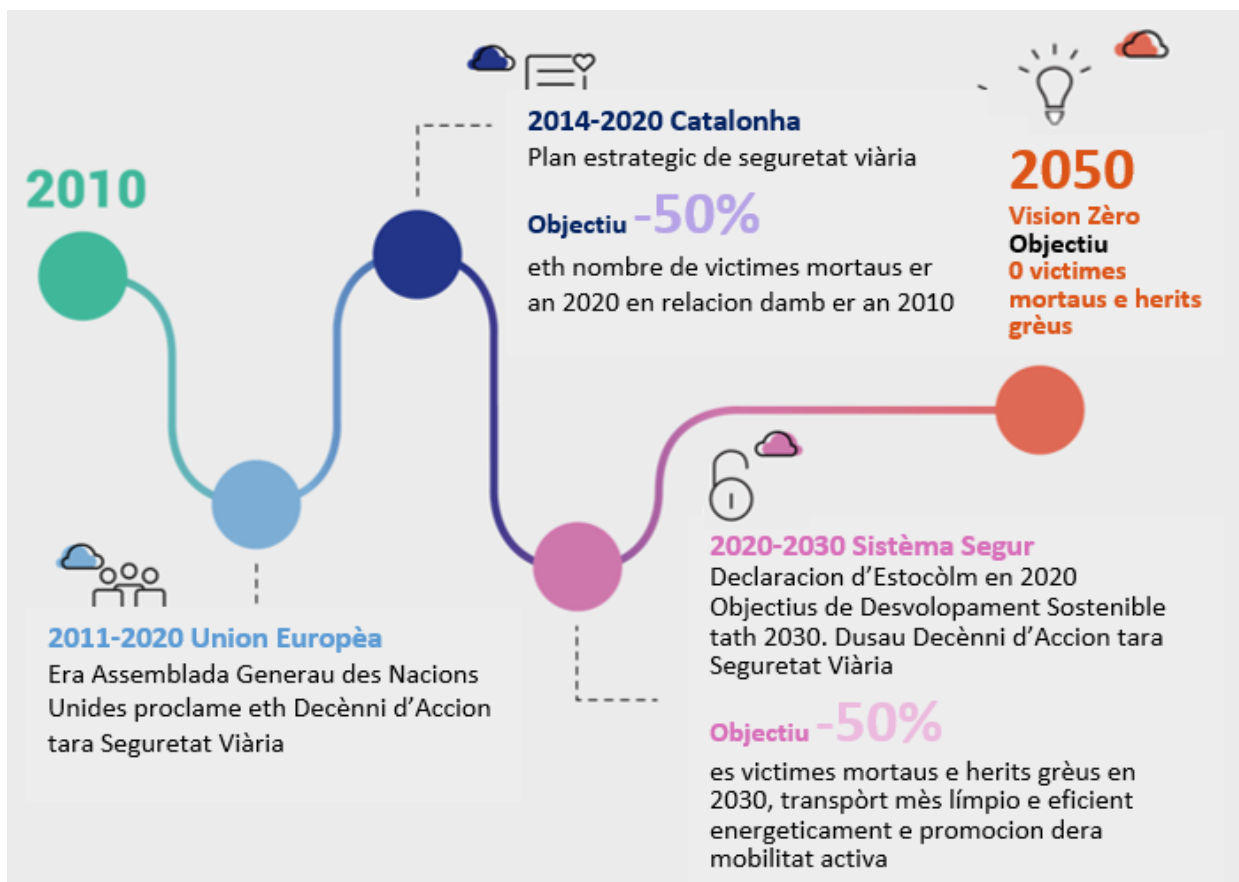 2010
2011-2020 Union Europèa
Era Assemblada Generau des Nacions
Unides proclame eth Decènni d’Accion
tara Seguretat Viària
2014-2020 Catalonha
Plan estrategic de seguretat viària
Objectiu -50%
eth nombre de victimes mortaus er
an 2020 en relacion damb er an 2010
2020-2030 Sistèma Segur
Declaracion d’Estocòlm en 2020
Objectius de Desvolopament Sostenible
tath 2030. Dusau Decènni d’Accion tara
Seguretat Viària
Objectiu -50%
es victimes mortaus e herits grèus en
2030, transpòrt mès límpio e eficient
energeticament e promocion dera
mobilitat activa
2050
Vision Zèro
Objectiu
0 victimes
mortaus e herits
grèus